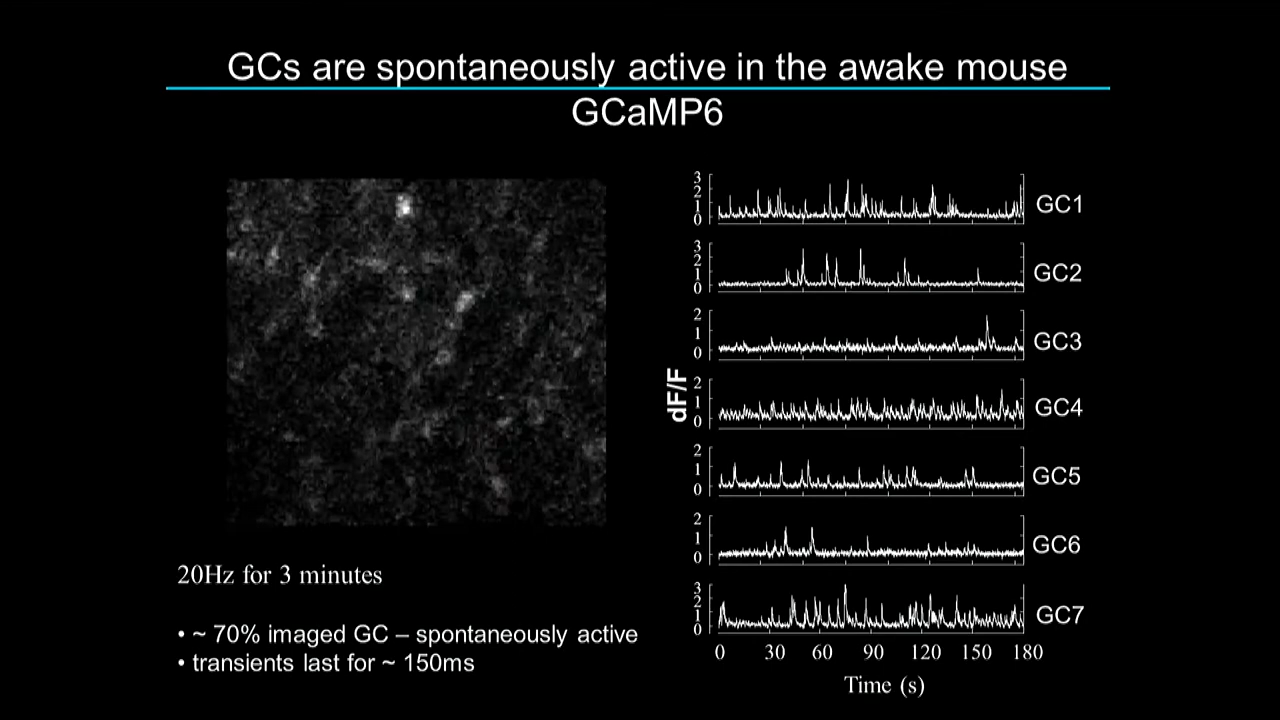 GCs are spontaneously active in the awake mouse
GCaMP6
20Hz for 3 minutes
• ~ 70% imaged GC – spontaneously active
• transients last for ~ 150ms
dF/F
3
2
1
0
GC1
3
2
1
0
GC2
2
1
0
GC3
2
1
0
GC4
2
1
0
GC5
2
1
0
GC6
3
2
1
0
GC7
0 30 60 90 120 150 180
Time (s)